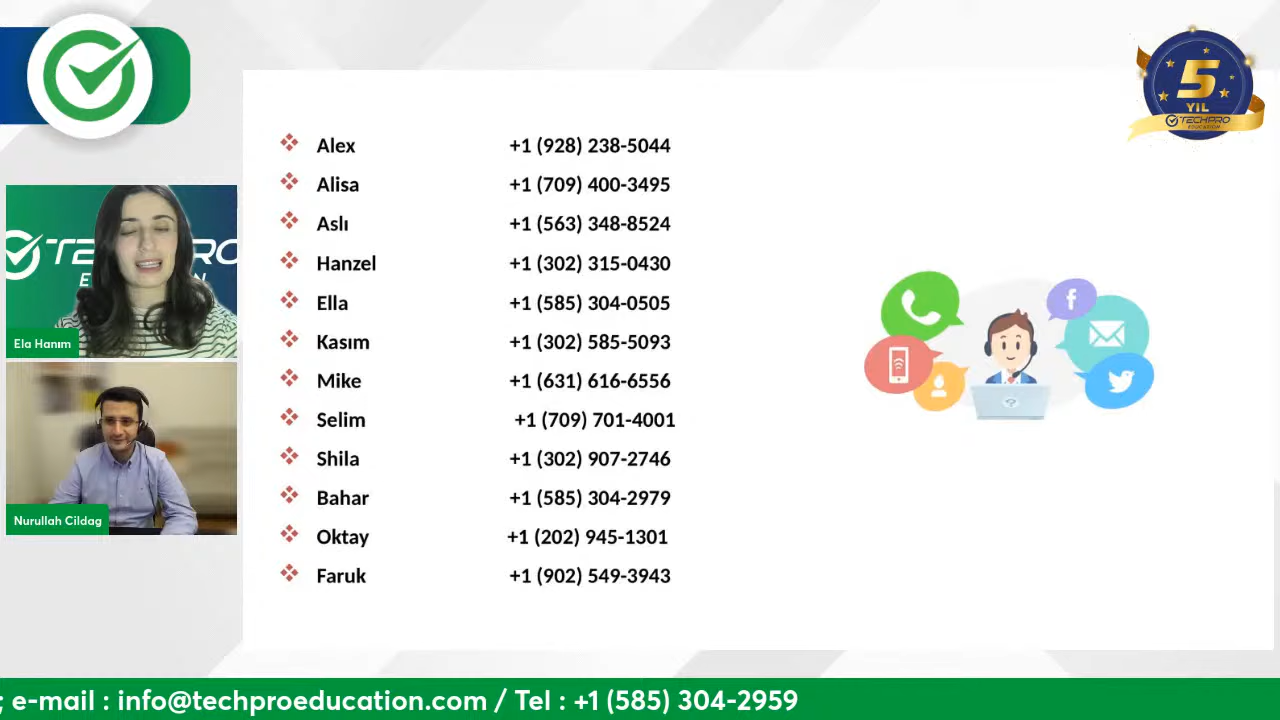 5
YIL
TECHPRO
EDUCATION
Alex +1 (928) 238-5044
Alisa +1 (709) 400-3495
Aslı +1 (563) 348-8524
Hanzel +1 (302) 315-0430
Ella +1 (585) 304-0505
Kasım +1 (302) 585-5093
Mike +1 (631) 616-6556
Selim +1 (709) 701-4001
Shila +1 (302) 907-2746
Bahar +1 (585) 304-2979
Oktay +1 (202) 945-1301
Faruk +1 (902) 549-3943
Ela Hanım
Nurullah Cildag
; e-mail : info@techproeducation.com / Tel : +1 (585) 304-2959